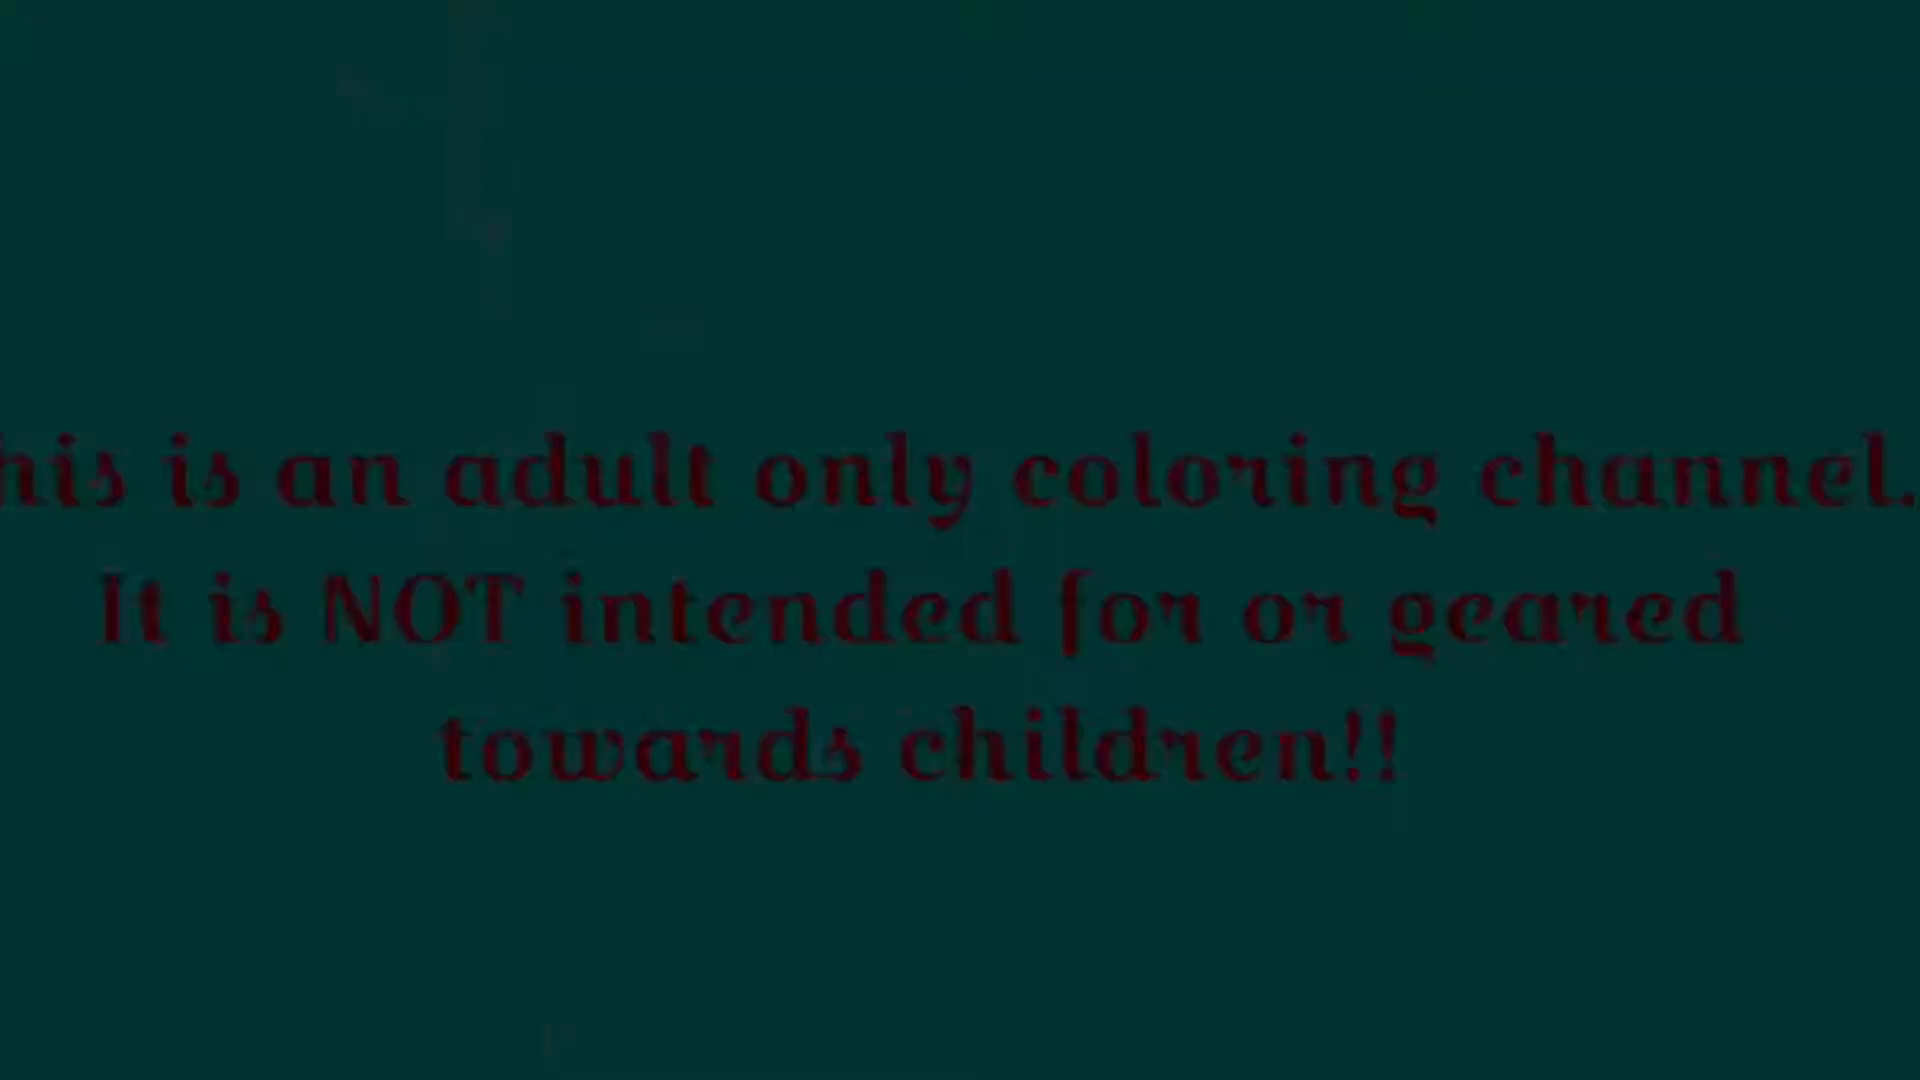 his is an adult only coloring channel.
It is NOT intended for or geared
towards children!!